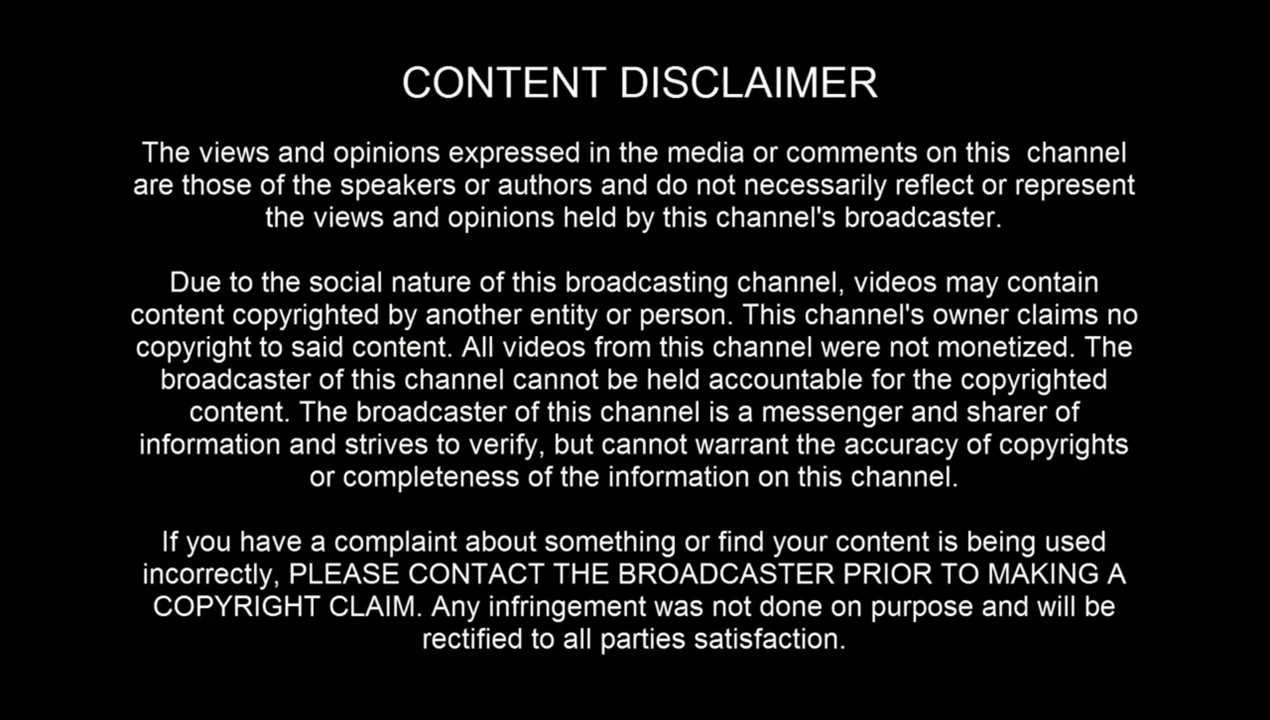 CONTENT DISCLAIMER
The views and opinions expressed in the media or comments on this  channel
are those of the speakers or authors and do not necessarily reflect or represent
the views and opinions held by this channel's broadcaster.
Due to the social nature of this broadcasting channel, videos may contain
content copyrighted by another entity or person. This channel's owner claims no
copyright to said content. All videos from this channel were not monetized. The
broadcaster of this channel cannot be held accountable for the copyrighted
content. The broadcaster of this channel is a messenger and sharer of
information and strives to verify, but cannot warrant the accuracy of copyrights
or completeness of the information on this channel.
If you have a complaint about something or find your content is being used
incorrectly, PLEASE CONTACT THE BROADCASTER PRIOR TO MAKING A
COPYRIGHT CLAIM. Any infringement was not done on purpose and will be
rectified to all parties satisfaction.